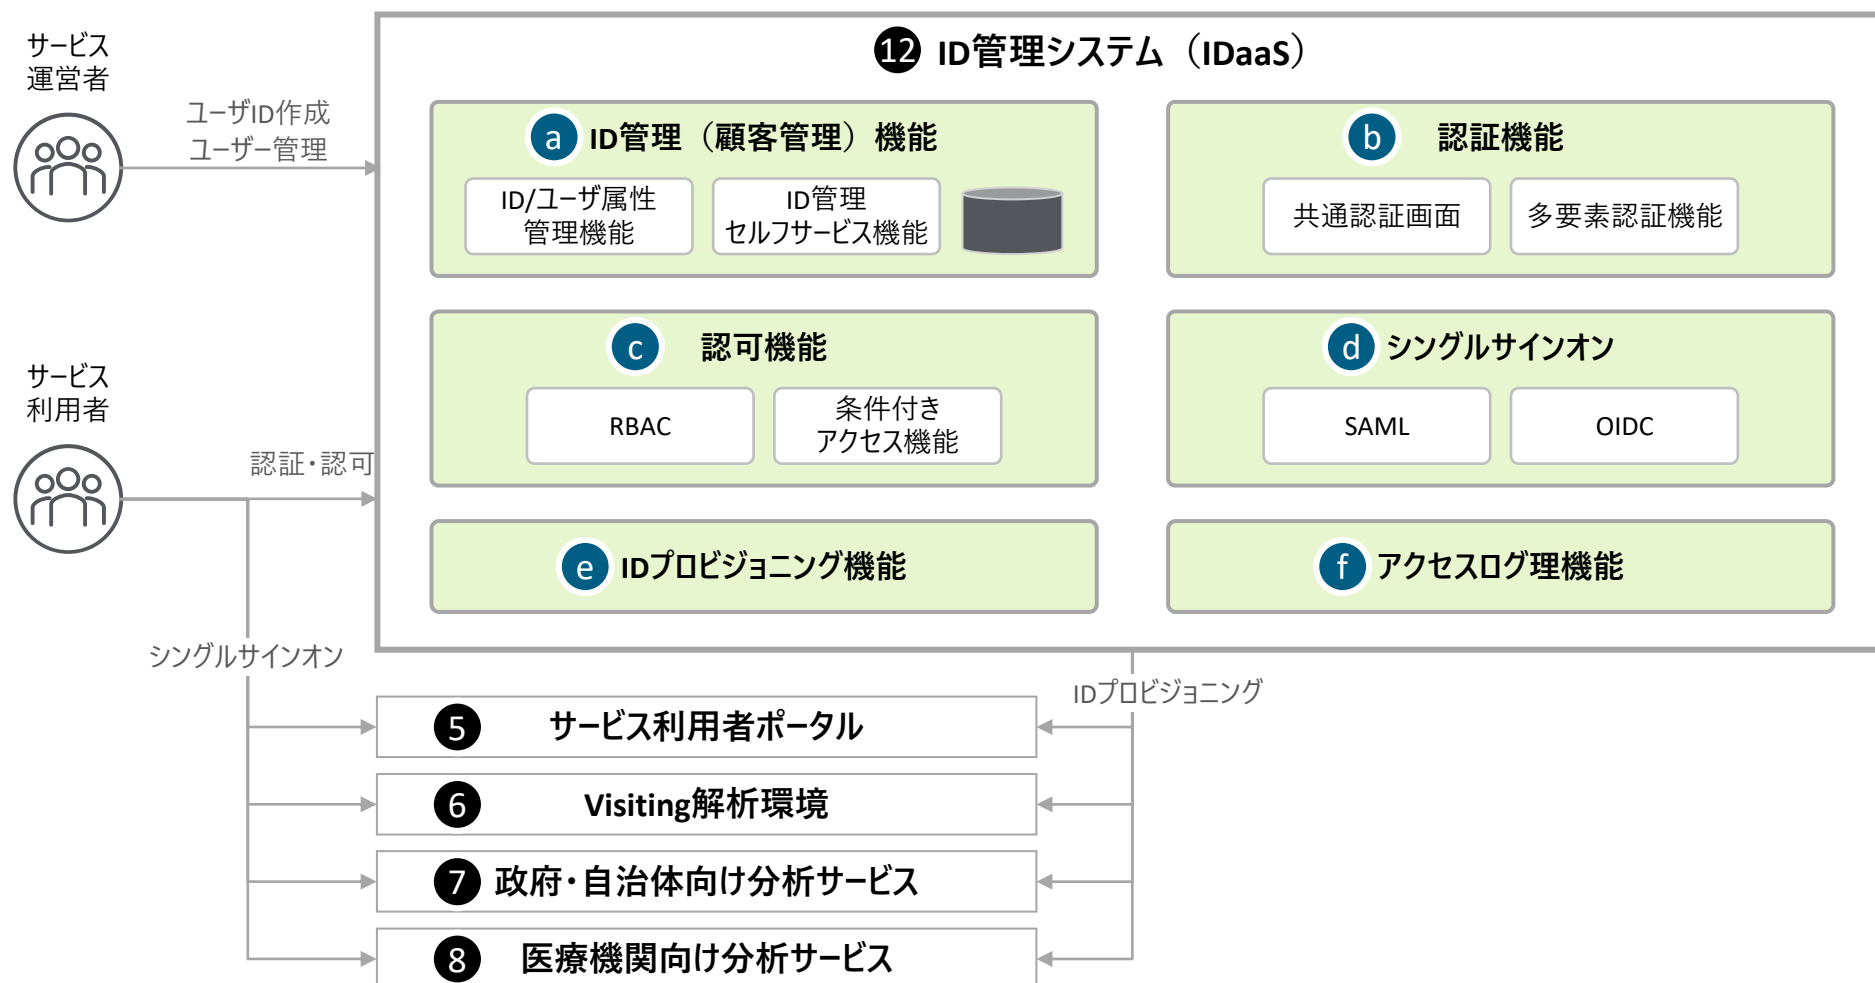 サービス
運営者
ユーザID作成
ユーザー管理
12 ID管理システム（IDaaS）
a ID管理（顧客管理）機能
ID/ユーザ属性
管理機能
ID管理
セルフサービス機能
b 認証機能
共通認証画面
多要素認証機能
サービス
利用者
認証・認可
c 認可機能
RBAC
条件付き
アクセス機能
d シングルサインオン
SAML
OIDC
e IDプロビジョニング機能
f アクセスログ理機能
シングルサインオン
IDプロビジョニング
5 サービス利用者ポータル
6 Visiting解析環境
7 政府・自治体向け分析サービス
8 医療機関向け分析サービス